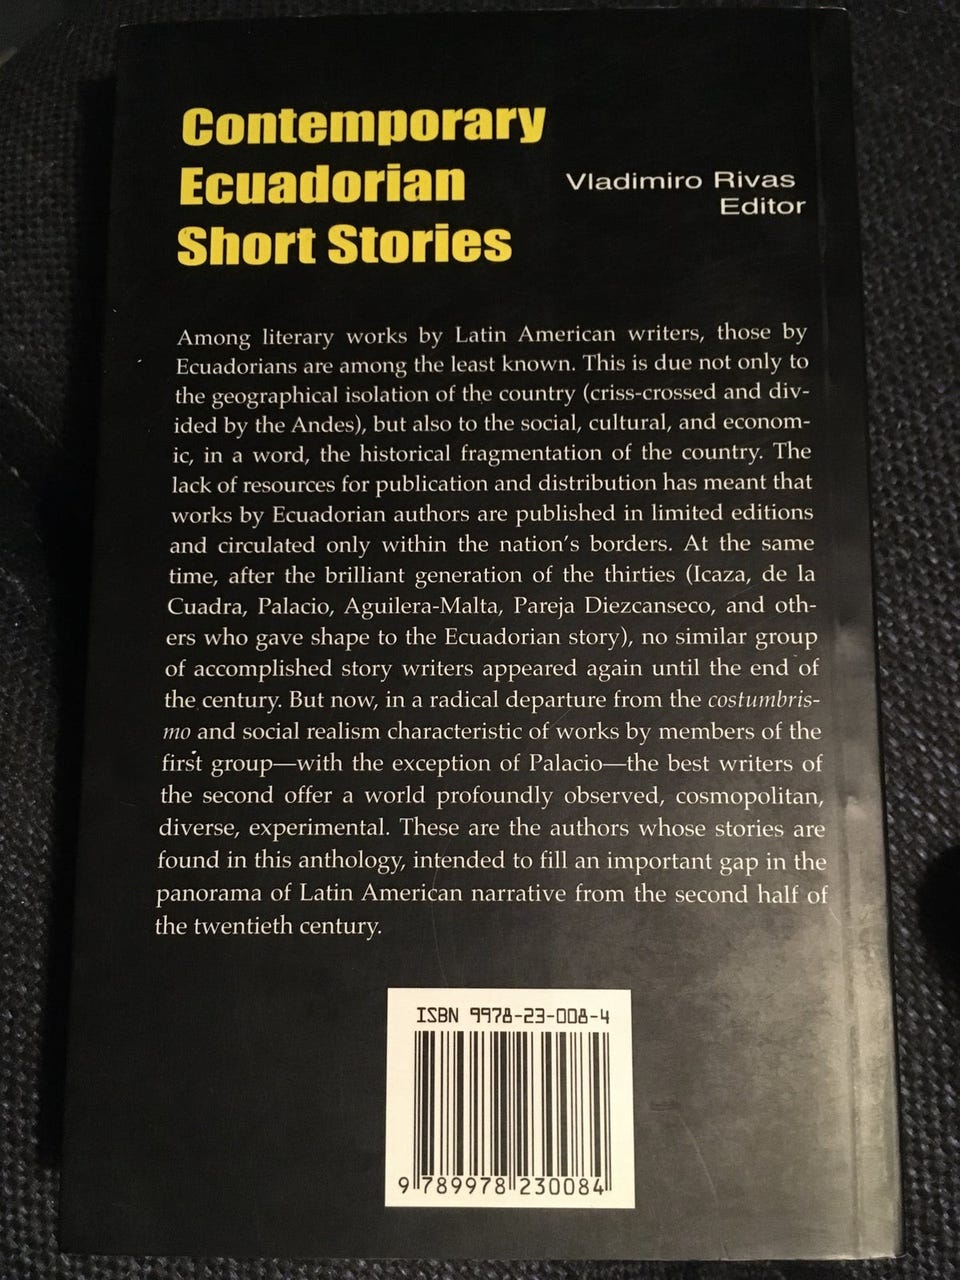 Contemporary
Ecuadorian
Short Stories
Vladimiro Rivas
Editor
Among literary works by Latin American writers, those by
Ecuadorians are among the least known. This is due not only to
the geographical isolation of the country (criss-crossed and div-
ided by the Andes), but also to the social, cultural, and econom-
ic, in a word, the historical fragmentation of the country. The
lack of resources for publication and distribution has meant that
works by Ecuadorian authors are published in limited editions
and circulated only within the nation's borders. At the same
time, after the brilliant generation of the thirties (Icaza, de la
Cuadra, Palacio, Aguilera-Malta, Pareja Diezcanseco, and oth-
ers who gave shape to the Ecuadorian story), no similar group
of accomplished story writers appeared again until the end of
the century. But now, in a radical departure from the costumbris-
mo and social realism characteristic of works by members of the
first group—with the exception of Palacio—the best writers of
the second offer a world profoundly observed, cosmopolitan,
diverse, experimental. These are the authors whose stories are
found in this anthology, intended to fill an important gap in the
panorama of Latin American narrative from the second half of
the twentieth century.
ISBN 9978-23-008-4
9 789978 230084